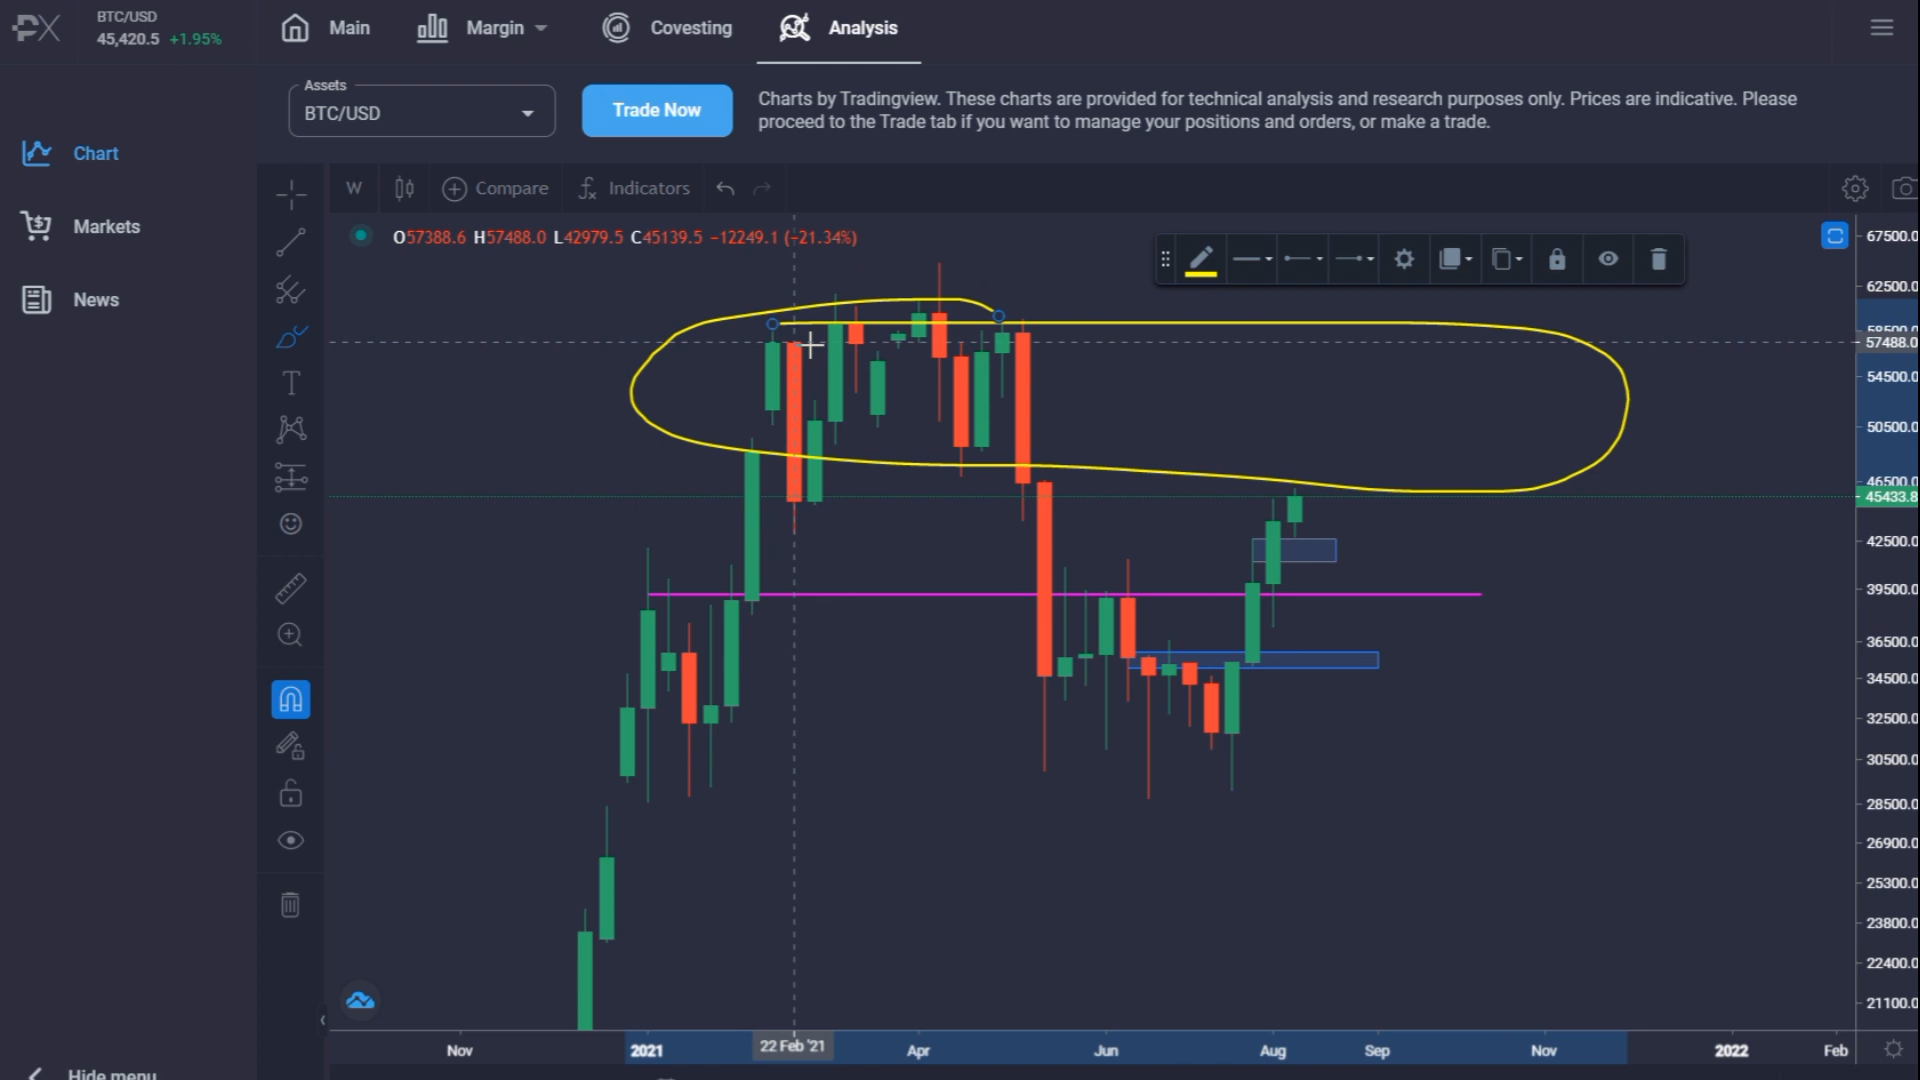 BTC/USD
45,420.5 +1.95%
Main
Margin
Covesting
Analysis
Assets
BTC/USD
Trade Now
Charts by Tradingview. These charts are provided for technical analysis and research purposes only. Prices are indicative. Please
proceed to the Trade tab if you want to manage your positions and orders, or make a trade.
Chart
Markets
News
W
Compare
Indicators
O57388.6 H57488.0 L42979.5 C45139.5 −12249.1 (−21.34%)
67500.0
62500.0
58500.0
57488.0
54500.0
50500.0
46500.0
45433.8
42500.0
39500.0
36500.0
34500.0
32500.0
30500.0
28500.0
26900.0
25300.0
23800.0
22400.0
21100.0
Nov
2021
22 Feb '21
Apr
Jun
Aug
Sep
Nov
2022
Feb
Hide menu